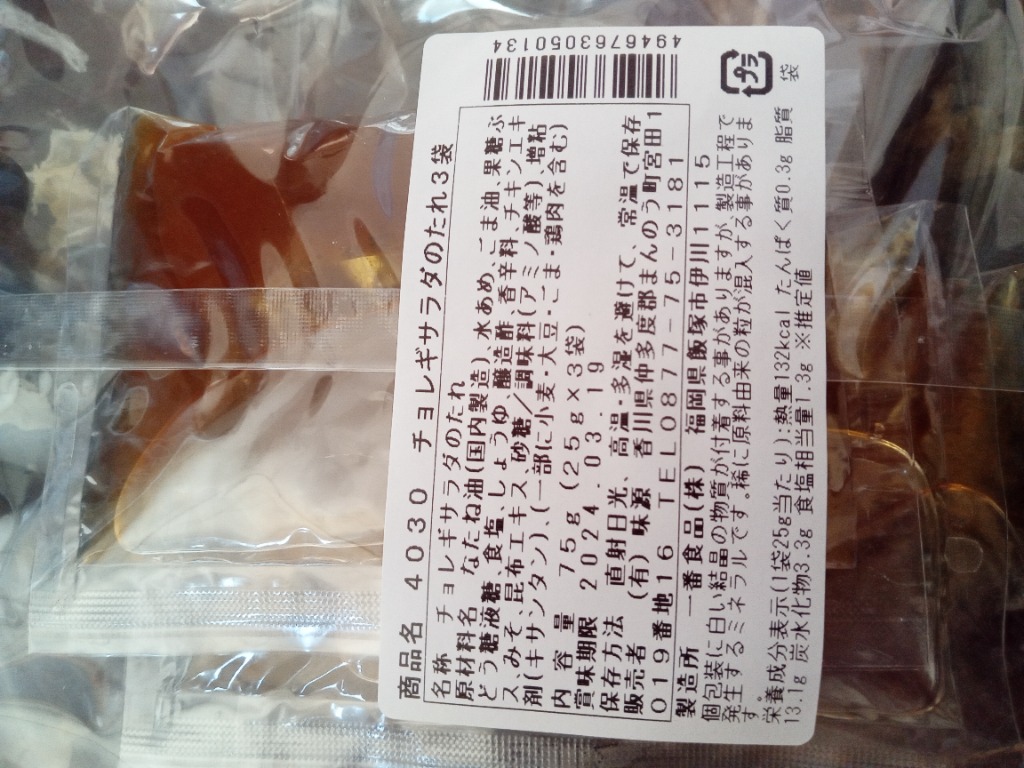 4946763050134
プラ
袋
商品名 4030 チョレギサラダのたれ3袋
名称 チョレギサラダのたれ
原材料名 なたね油(国内製造)、水あめ、ごま油、果糖ぶ
どう糖液糖、食塩、しょうゆ、醸造酢、香辛料、チキンエキ
ス、みそ、昆布エキス、砂糖/調味料(アミノ酸等)、増粘
剤(キサンタン)、(一部に小麦・大豆・ごま・鶏肉を含む)
内容量 75g(25g×3袋)
賞味期限 2024.03.19
保存方法 直射日光、高温・多湿を避けて、常温で保存
販売者 (有)味源 香川県仲多度郡まんのう町宮田1
019番地16 TEL0877-75-3181
製造所 一番食品(株) 福岡県飯塚市伊川1115
個包装に白い結晶の物質が付着する事がありますが、製造工程で
発生するミネラルです。稀に原料由来の粒が混入する事がありま
す。
栄養成分表示(1袋25g当たり):熱量132kcal たんぱく質0.3g 脂質
13.1g 炭水化物3.3g 食塩相当量1.3g ※推定値